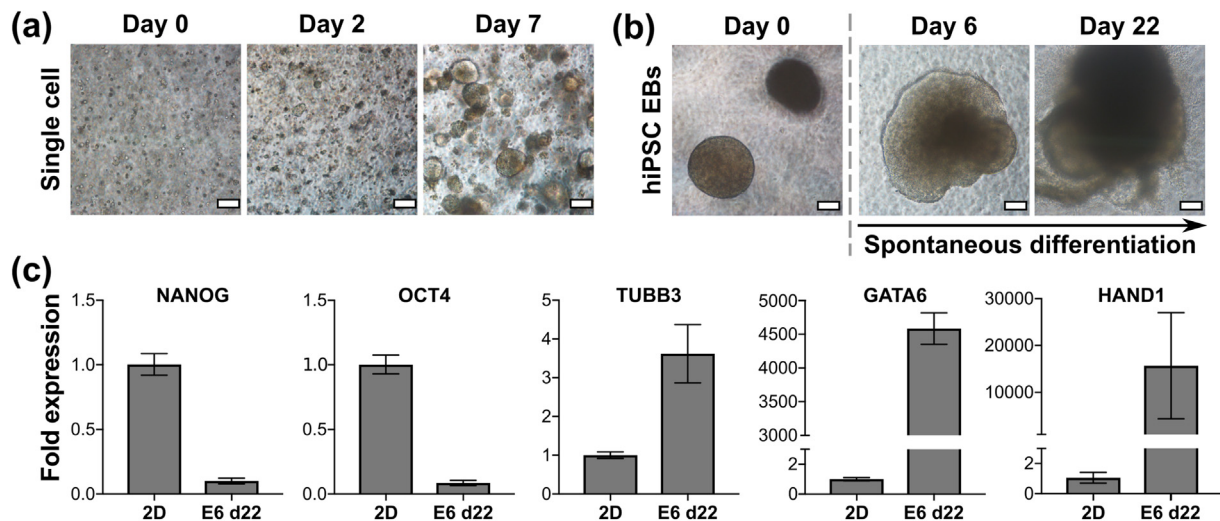 (a) Day 0 Day 2 Day 7
Single cell
(b) Day 0 Day 6 Day 22
hiPSC EBs
Spontaneous differentiation
(c)
Fold expression
NANOG
1.5
1.0
0.5
0.0
2D E6 d22
OCT4
1.5
1.0
0.5
0.0
2D E6 d22
TUBB3
5
4
3
2
1
0
2D E6 d22
GATA6
5000
4500
4000
3500
3000
2
0
2D E6 d22
HAND1
30000
20000
10000
2
0
2D E6 d22